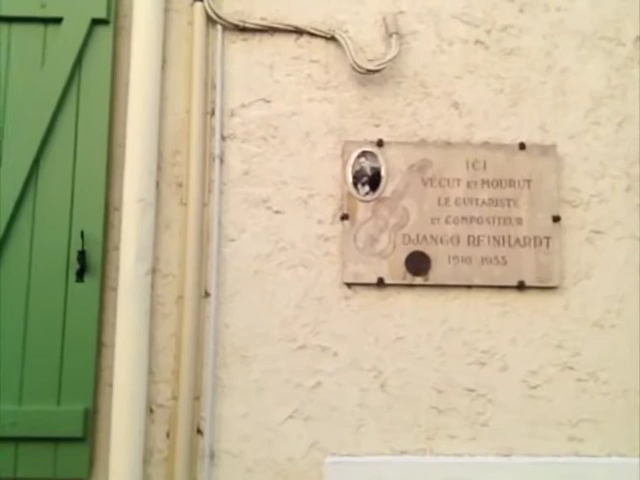 ICI
VÉCUT ET MOURUT
LE GUITARISTE
ET COMPOSITEUR
DJANGO REINHARDT
1910-1953